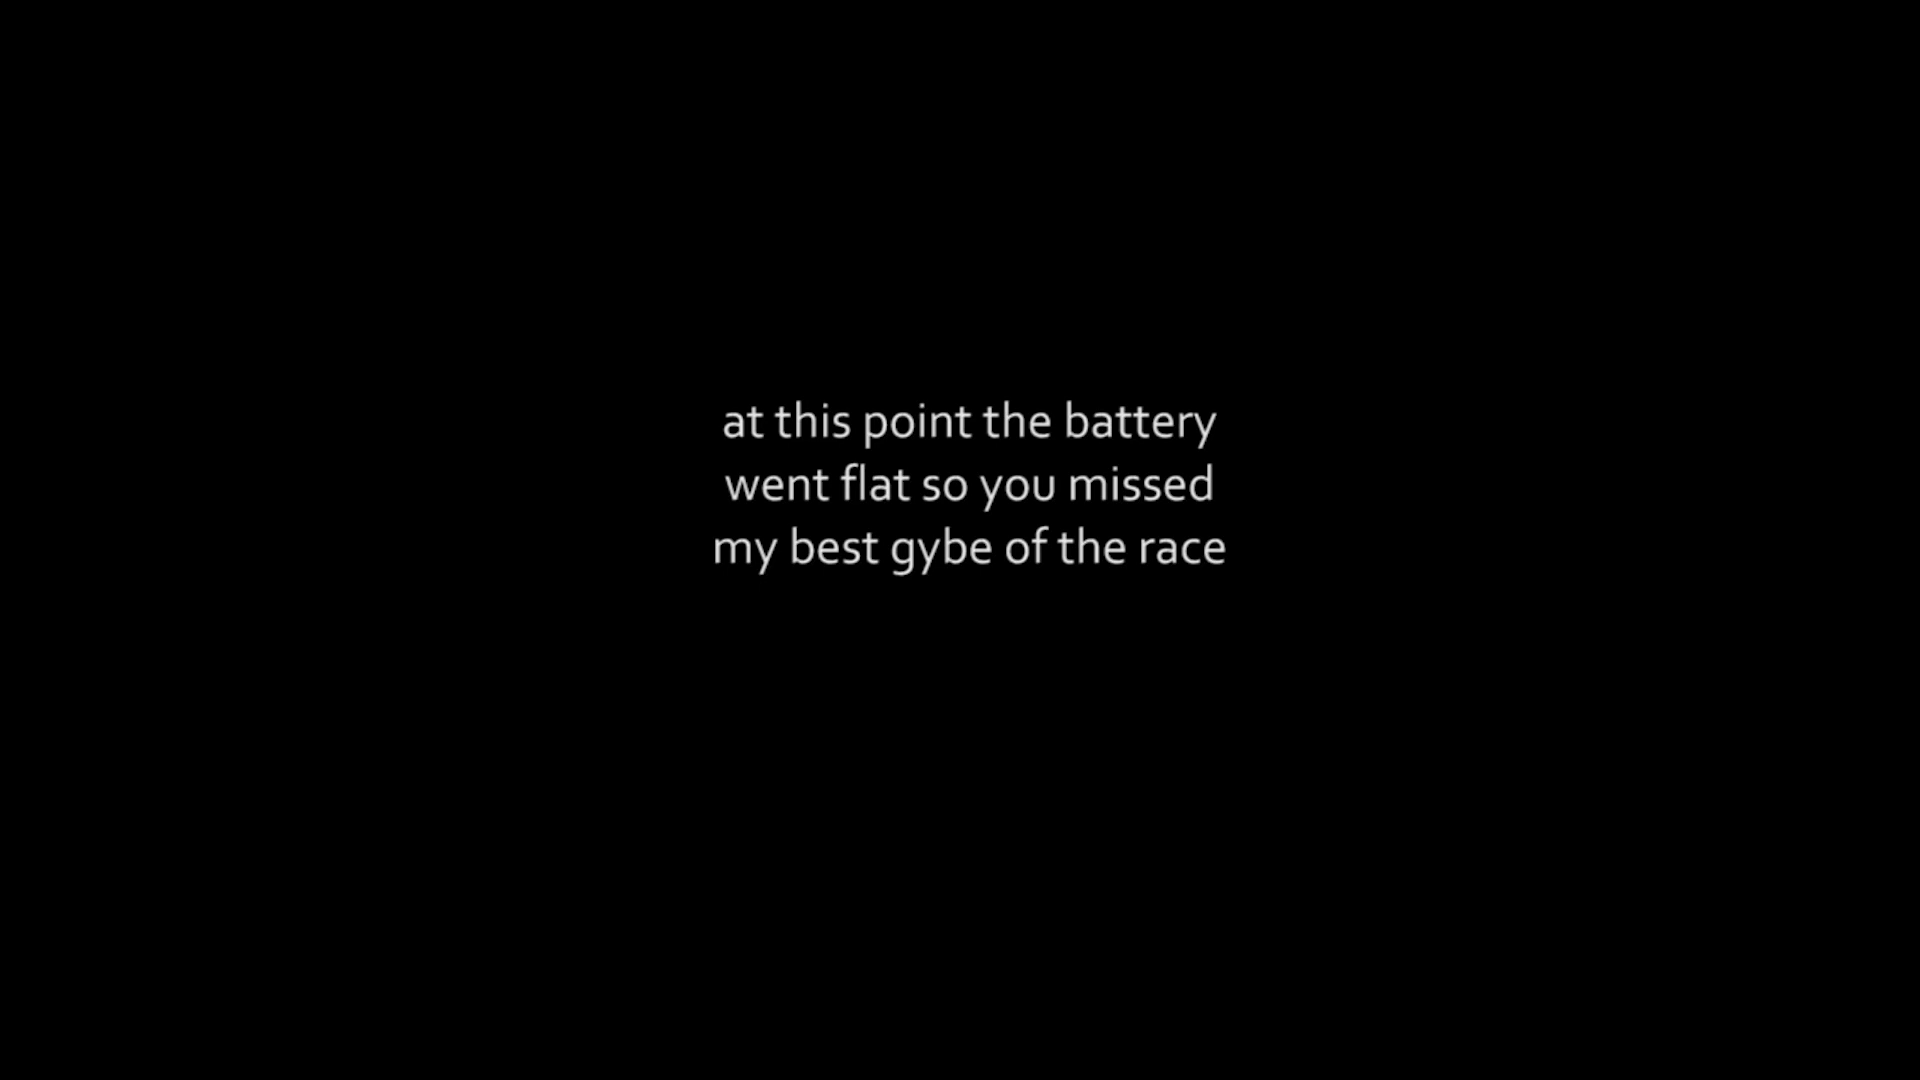 at this point the battery
went flat so you missed
my best gybe of the race